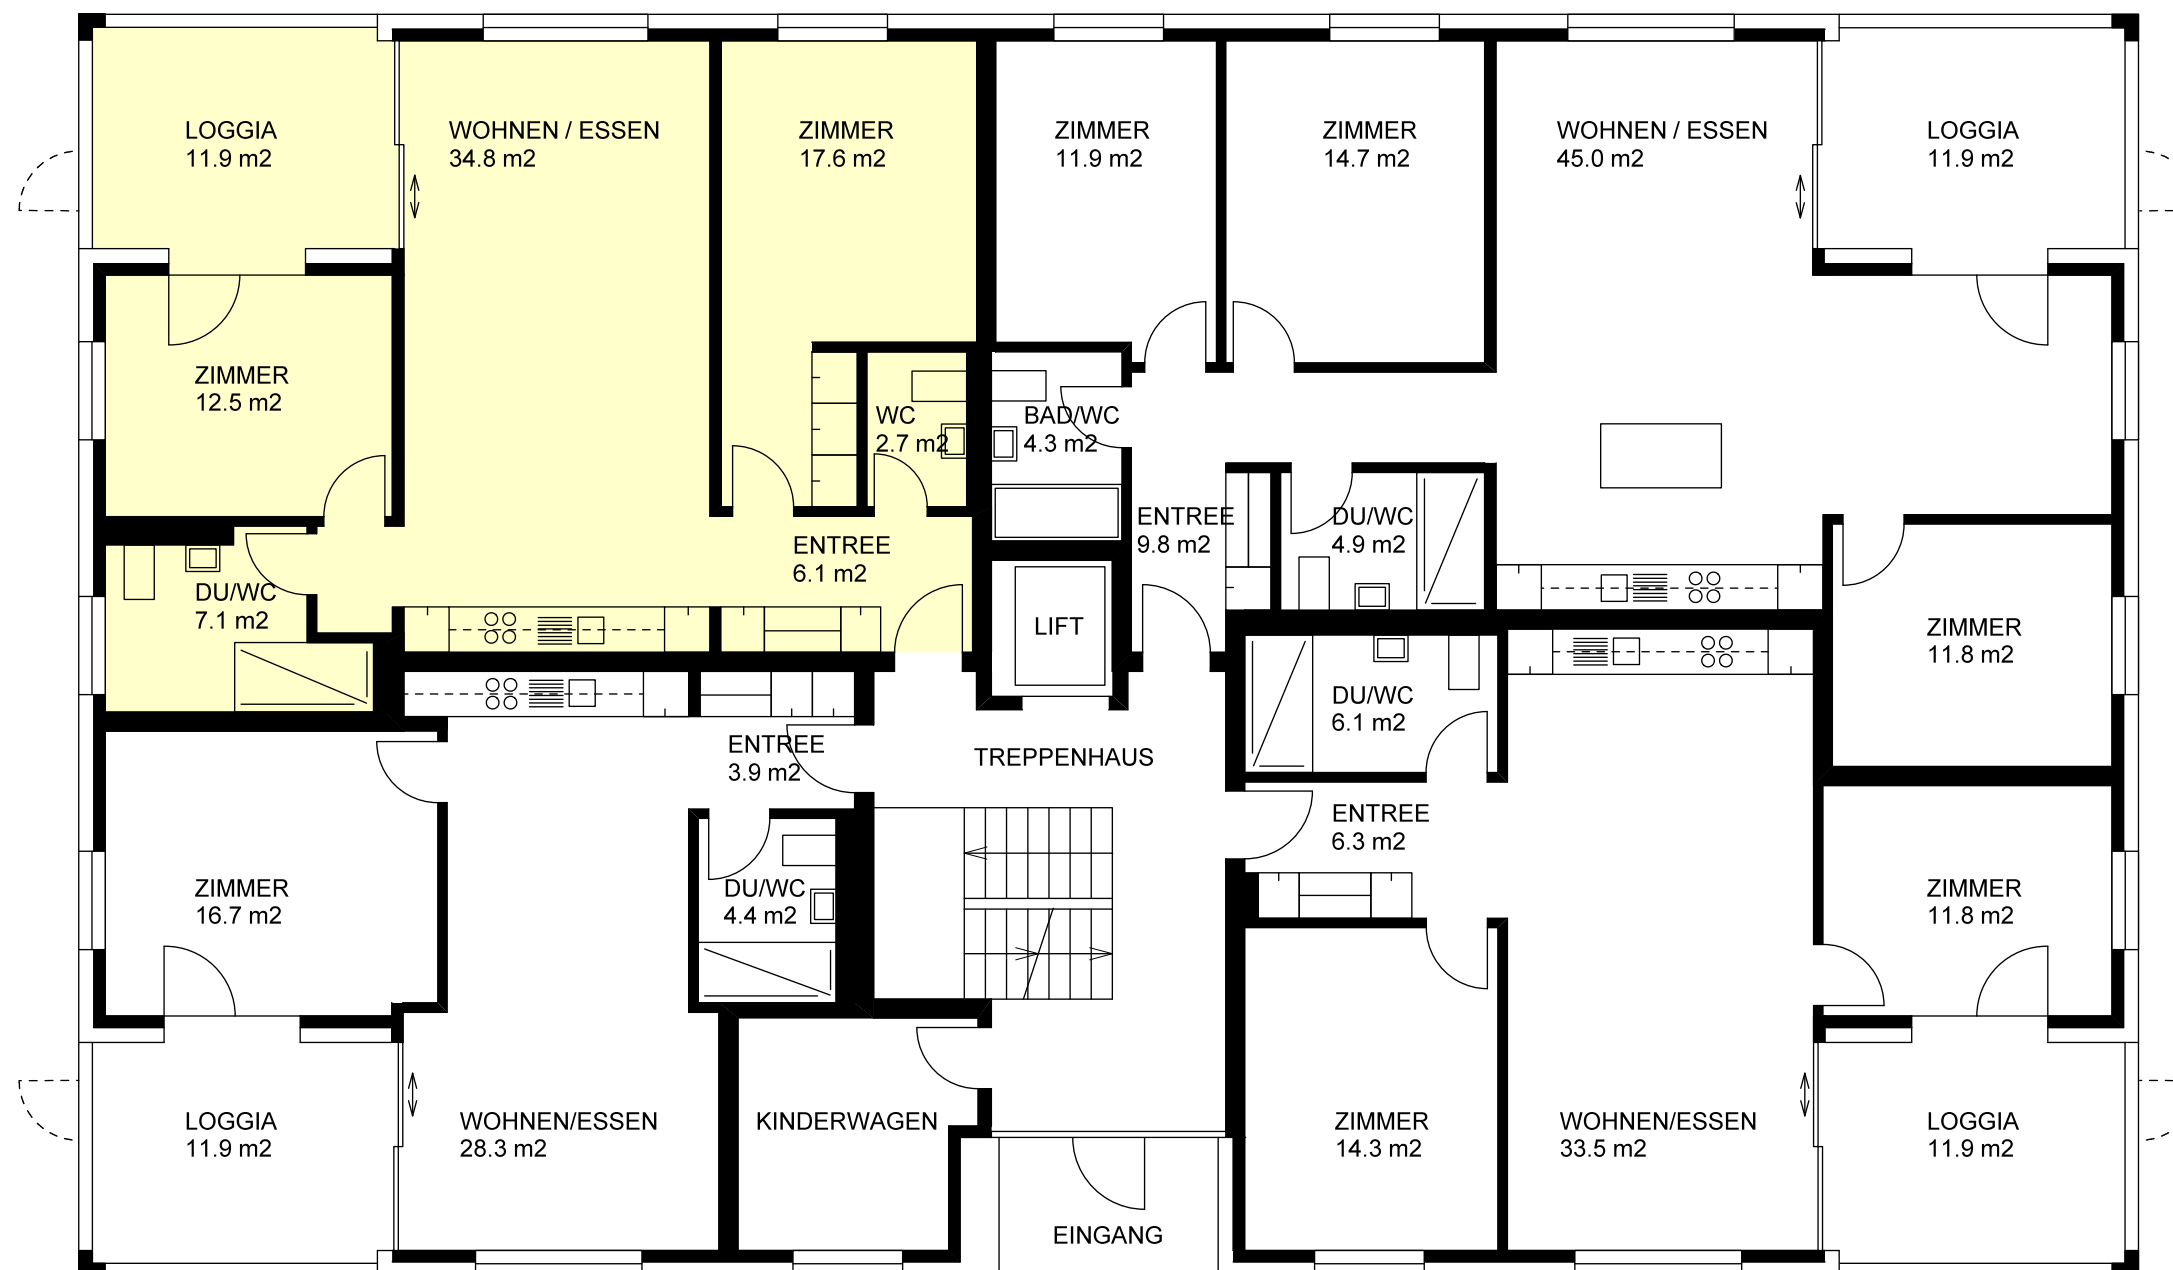 LOGGIA
11.9 m2
WOHNEN / ESSEN
34.8 m2
ZIMMER
17.6 m2
ZIMMER
11.9 m2
ZIMMER
14.7 m2
WOHNEN / ESSEN
45.0 m2
LOGGIA
11.9 m2
ZIMMER
12.5 m2
WC
2.7 m2
BAD/WC
4.3 m2
ENTREE
6.1 m2
ENTREE
9.8 m2
DU/WC
4.9 m2
DU/WC
7.1 m2
LIFT
ZIMMER
11.8 m2
DU/WC
6.1 m2
ENTREE
3.9 m2
TREPPENHAUS
ENTREE
6.3 m2
ZIMMER
16.7 m2
DU/WC
4.4 m2
ZIMMER
11.8 m2
LOGGIA
11.9 m2
WOHNEN/ESSEN
28.3 m2
KINDERWAGEN
ZIMMER
14.3 m2
WOHNEN/ESSEN
33.5 m2
LOGGIA
11.9 m2
EINGANG